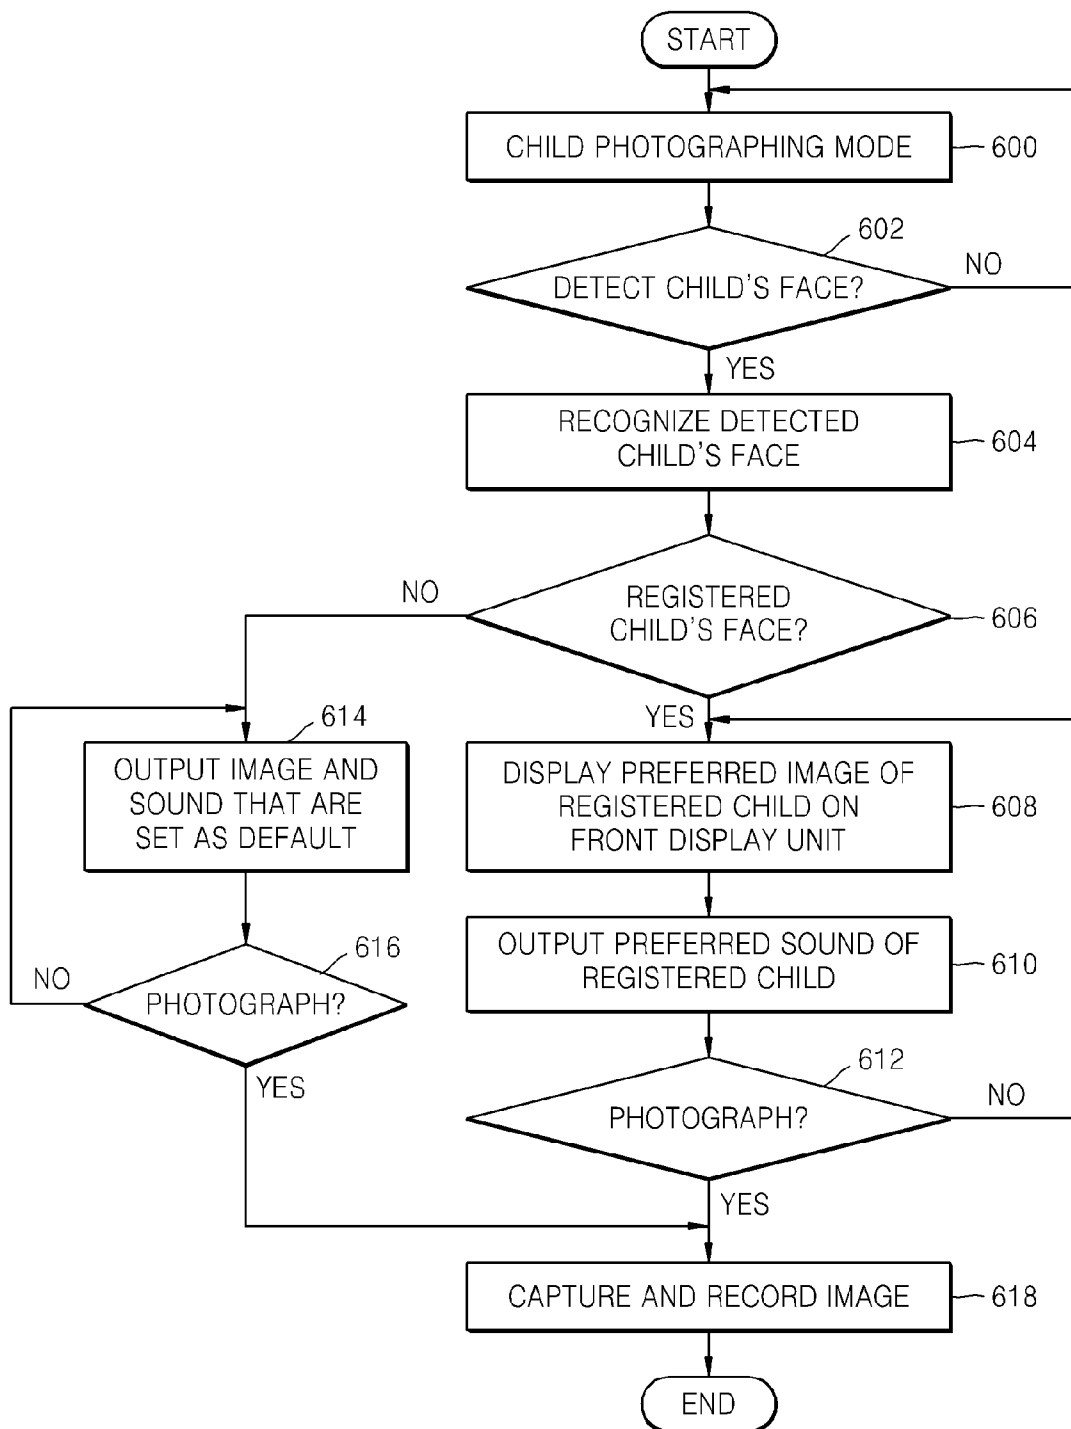 START
CHILD PHOTOGRAPHING MODE
600
602
DETECT CHILD'S FACE?
NO
YES
RECOGNIZE DETECTED
CHILD'S FACE
604
NO
REGISTERED
CHILD'S FACE?
606
YES
614
OUTPUT IMAGE AND
SOUND THAT ARE
SET AS DEFAULT
DISPLAY PREFERRED IMAGE OF
REGISTERED CHILD ON
FRONT DISPLAY UNIT
608
616
NO
PHOTOGRAPH?
YES
OUTPUT PREFERRED SOUND OF
REGISTERED CHILD
610
612
PHOTOGRAPH?
NO
YES
CAPTURE AND RECORD IMAGE
618
END